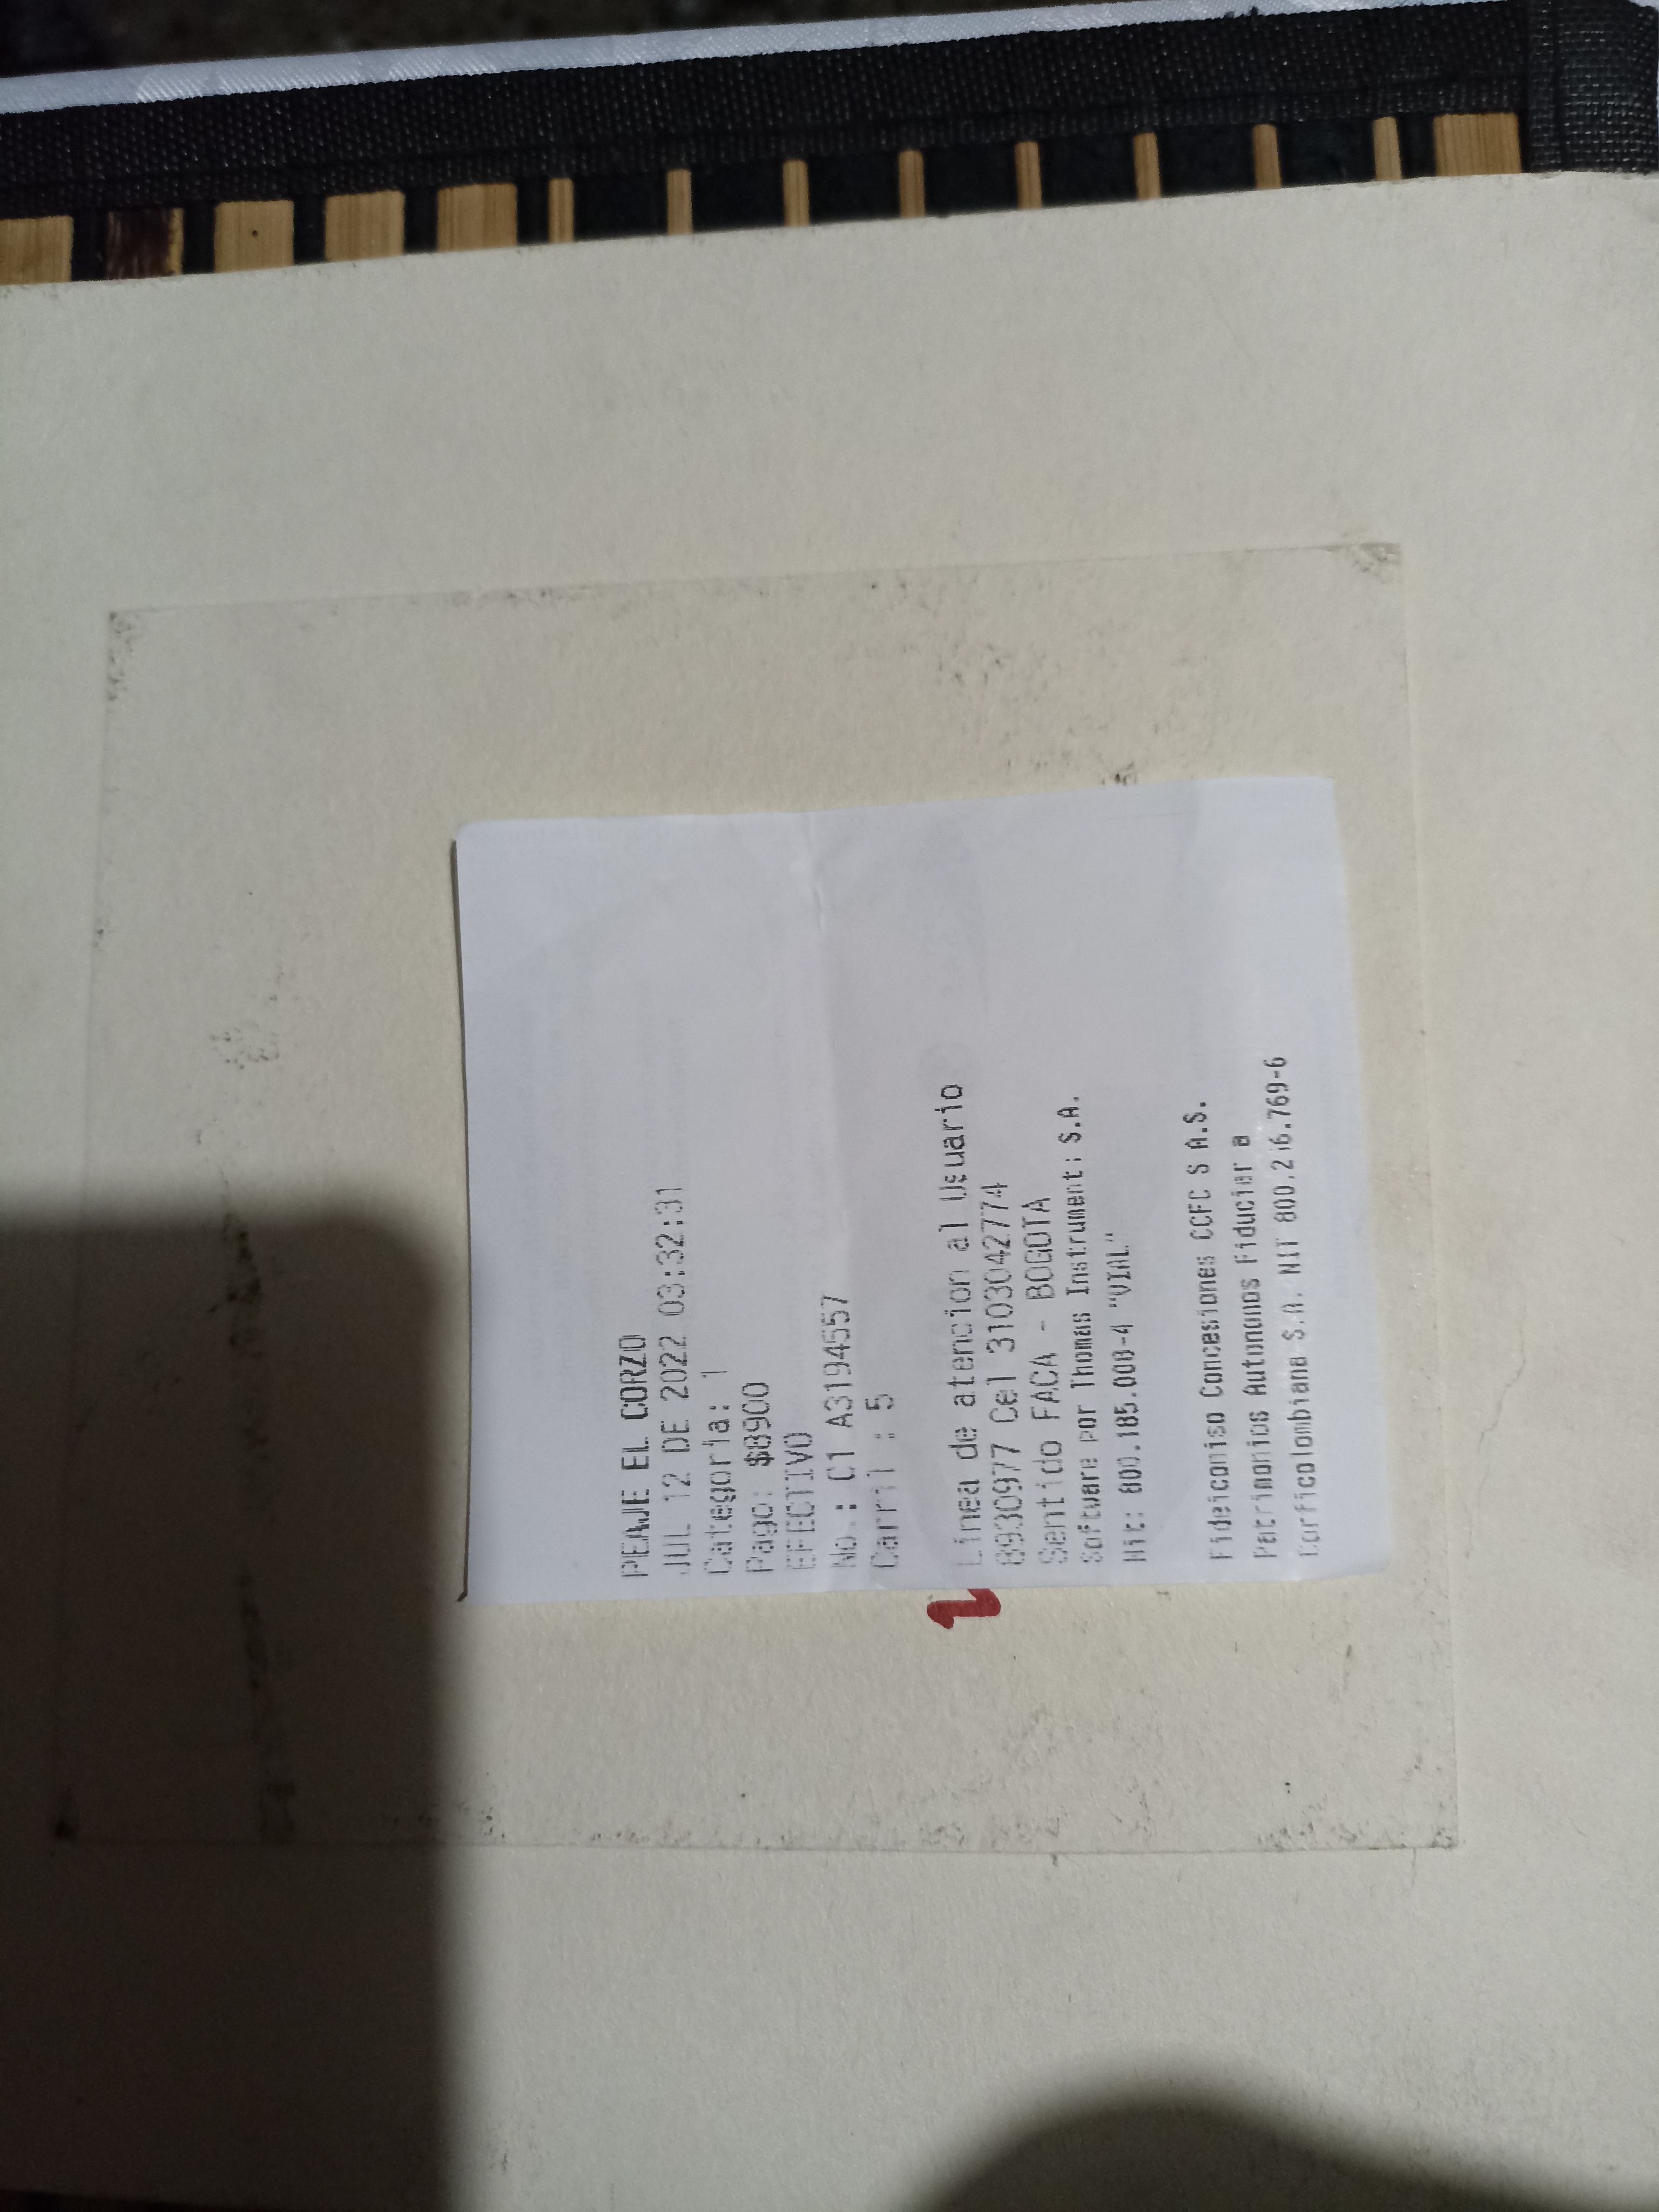 PEAJE EL CORZO
JUL 12 DE 2022 03:32:31
Categoria: 1
Pago: $8900
EFECTIVO
No.: C1 A3194557
Carril : 5
Linea de atencion al Usuario
8930977 Cel 3103042774
Sentido FACA - BOGOTA
Software por Thomas Instruments S.A.
Nit: 800.185.008-4 "VIAL"
Fideicomiso Concesiones CCFC S A.S.
Patrimonios Autonomos Fiduciar a
Corficolombiana S.A. NIT 800.256.769-6